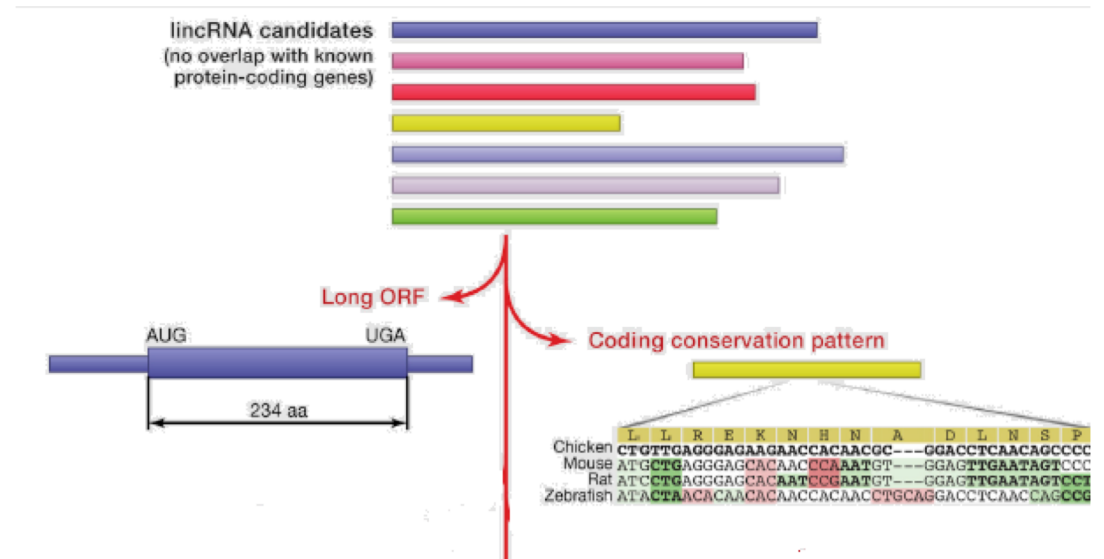 lincRNA candidates
(no overlap with known
protein-coding genes)
Long ORF
Coding conservation pattern
AUG UGA
234 aa
L L R E K N H N A D L N S P
Chicken CTGTTGAGGGAGAAGAACCACAACGC---GGACCTCAACAGCCCC
Mouse ATGCTGAGGGAGCACAACCCAAATGT---GGAGTTGAATAGTCCC
Rat ATCCTGAGGGAGCACAATCCGAATGT---GGAGTTGAATAGTCCT
Zebrafish ATACTAACACAACACAACCACAACCTGCAGGACCTCAACCAGCCG